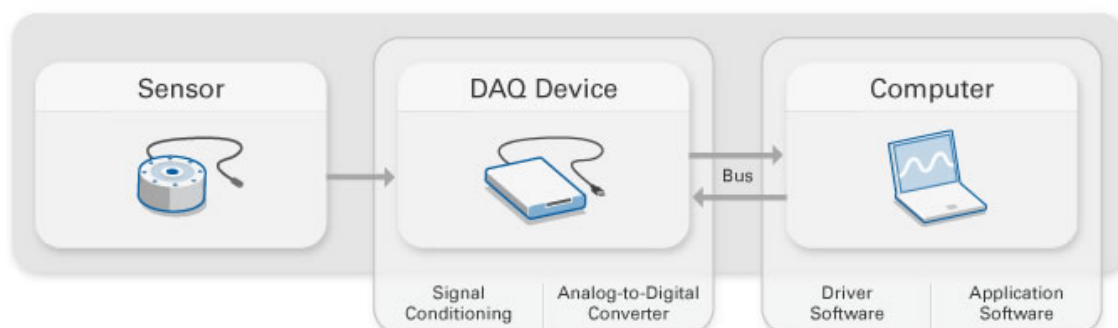 Sensor
DAQ Device
Computer
Bus
Signal
Conditioning
Analog-to-Digital
Converter
Driver
Software
Application
Software